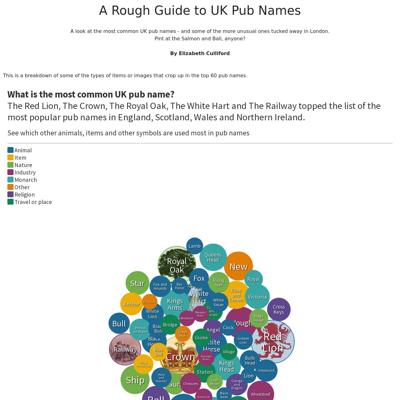 A Rough Guide to UK Pub Names
A look at the most common UK pub names - and some of the more unusual ones tucked away in London.
Pint at the Salmon and Ball, anyone?
By Elizabeth Culliford
This is a breakdown of some of the types of items or images that crop up in the top 60 pub names.
What is the most common UK pub name?
The Red Lion, The Crown, The Royal Oak, The White Hart and The Railway topped the list of the
most popular pub names in England, Scotland, Wales and Northern Ireland.
See which other animals, items and other symbols are used most in pub names
Animal
Item
Nature
Industry
Monarch
Other
Religion
Travel or place
Lamb
Queens
Head
Royal
Oak
New
Fox
Star
Kings
Arms
Victoria
Cross
Keys
White
Lion
Bull
Bridge
Angel
Cock
Red
Lion
Globe
Railway
Crown
Village
Kings
Head
Bulls
Head
Station
Ship
Wheatsheaf
Bell